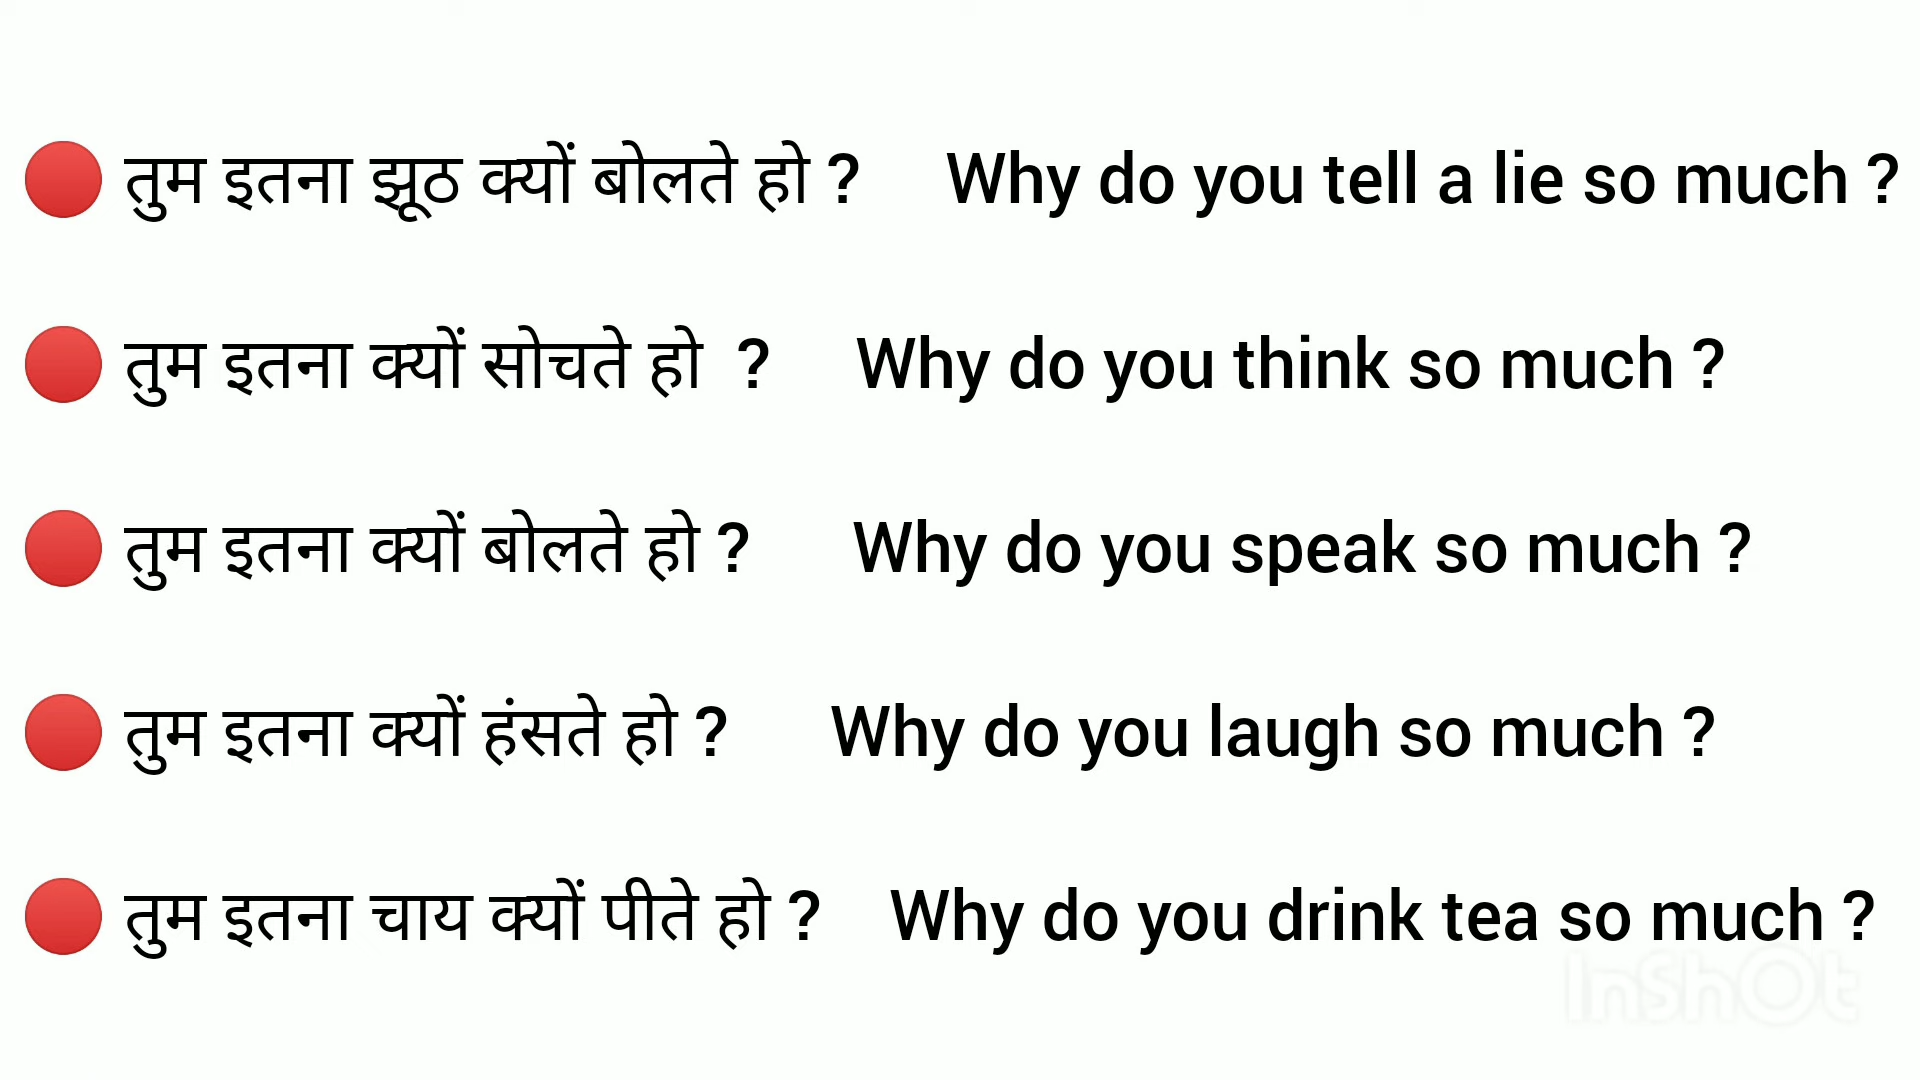 🔴 तुम इतना झूठ क्यों बोलते हो ? Why do you tell a lie so much ?
🔴 तुम इतना क्यों सोचते हो ? Why do you think so much ?
🔴 तुम इतना क्यों बोलते हो ? Why do you speak so much ?
🔴 तुम इतना क्यों हंसते हो ? Why do you laugh so much ?
🔴 तुम इतना चाय क्यों पीते हो ? Why do you drink tea so much ?
InShOt